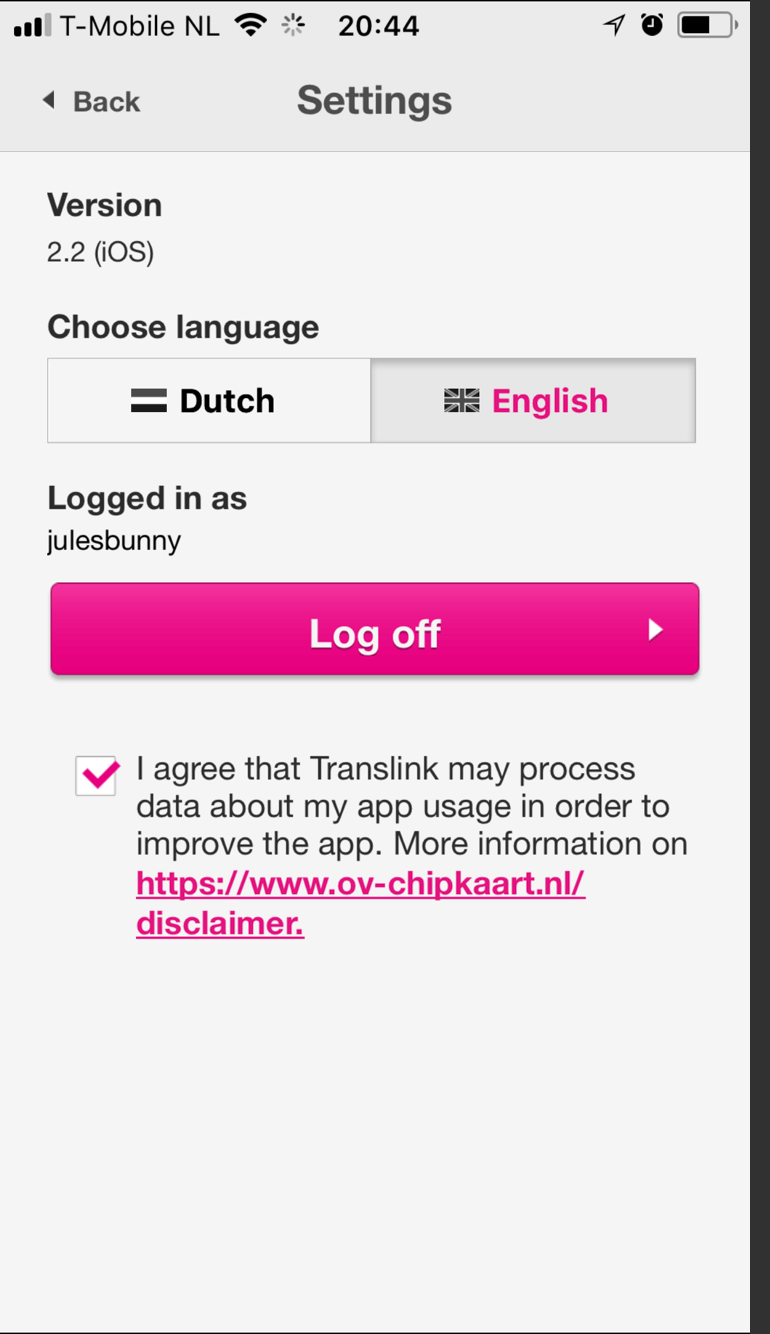 T-Mobile NL 20:44
Back Settings
Version
2.2 (iOS)
Choose language
Dutch English
Logged in as
julesbunny
Log off
I agree that Translink may process
data about my app usage in order to
improve the app. More information on
https://www.ov-chipkaart.nl/
disclaimer.